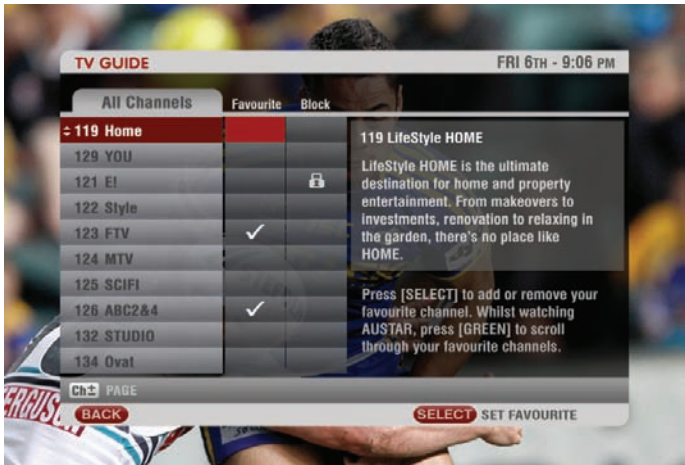 TV GUIDE
FRI 6TH - 9:06 PM
All Channels
Favourite
Block
119 Home
129 YOU
121 E!
122 Style
123 FTV
124 MTV
125 SCIFI
126 ABC2&4
132 STUDIO
134 Oval
119 LifeStyle HOME
LifeStyle HOME is the ultimate
destination for home and property
entertainment. From makeovers to
investments, renovation to relaxing in
the garden, there's no place like
HOME.
Press [SELECT] to add or remove your
favourite channel. Whilst watching
AUSTAR, press [GREEN] to scroll
through your favourite channels.
Ch± PAGE
BACK
SELECT SET FAVOURITE
FERGUS